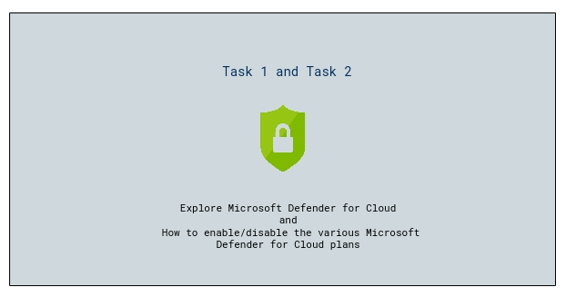 Task 1 and Task 2
Explore Microsoft Defender for Cloud
and
How to enable/disable the various Microsoft
Defender for Cloud plans